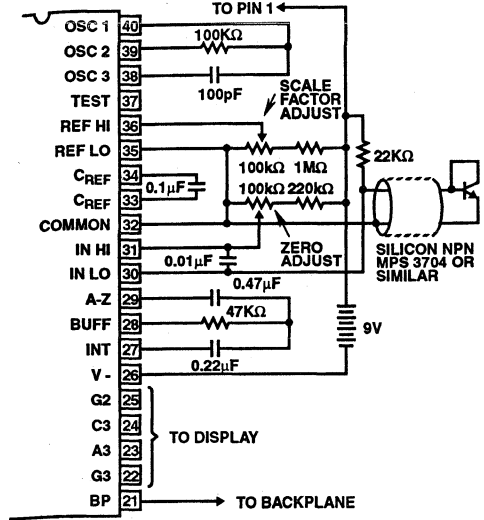 TO PIN 1
OSC 1 40
100KΩ
OSC 2 39
OSC 3 38
100pF
TEST 37
SCALE
FACTOR
ADJUST
REF HI 36
REF LO 35
100kΩ 1MΩ
22KΩ
CREF 34
0.1µF
100kΩ 220kΩ
CREF 33
COMMON 32
IN HI 31
0.01µF
ZERO
ADJUST
SILICON NPN
MPS 3704 OR
SIMILAR
IN LO 30
0.47µF
A-Z 29
47KΩ
BUFF 28
9V
INT 27
0.22µF
V - 26
G2 25
C3 24
TO DISPLAY
A3 23
G3 22
BP 21
TO BACKPLANE